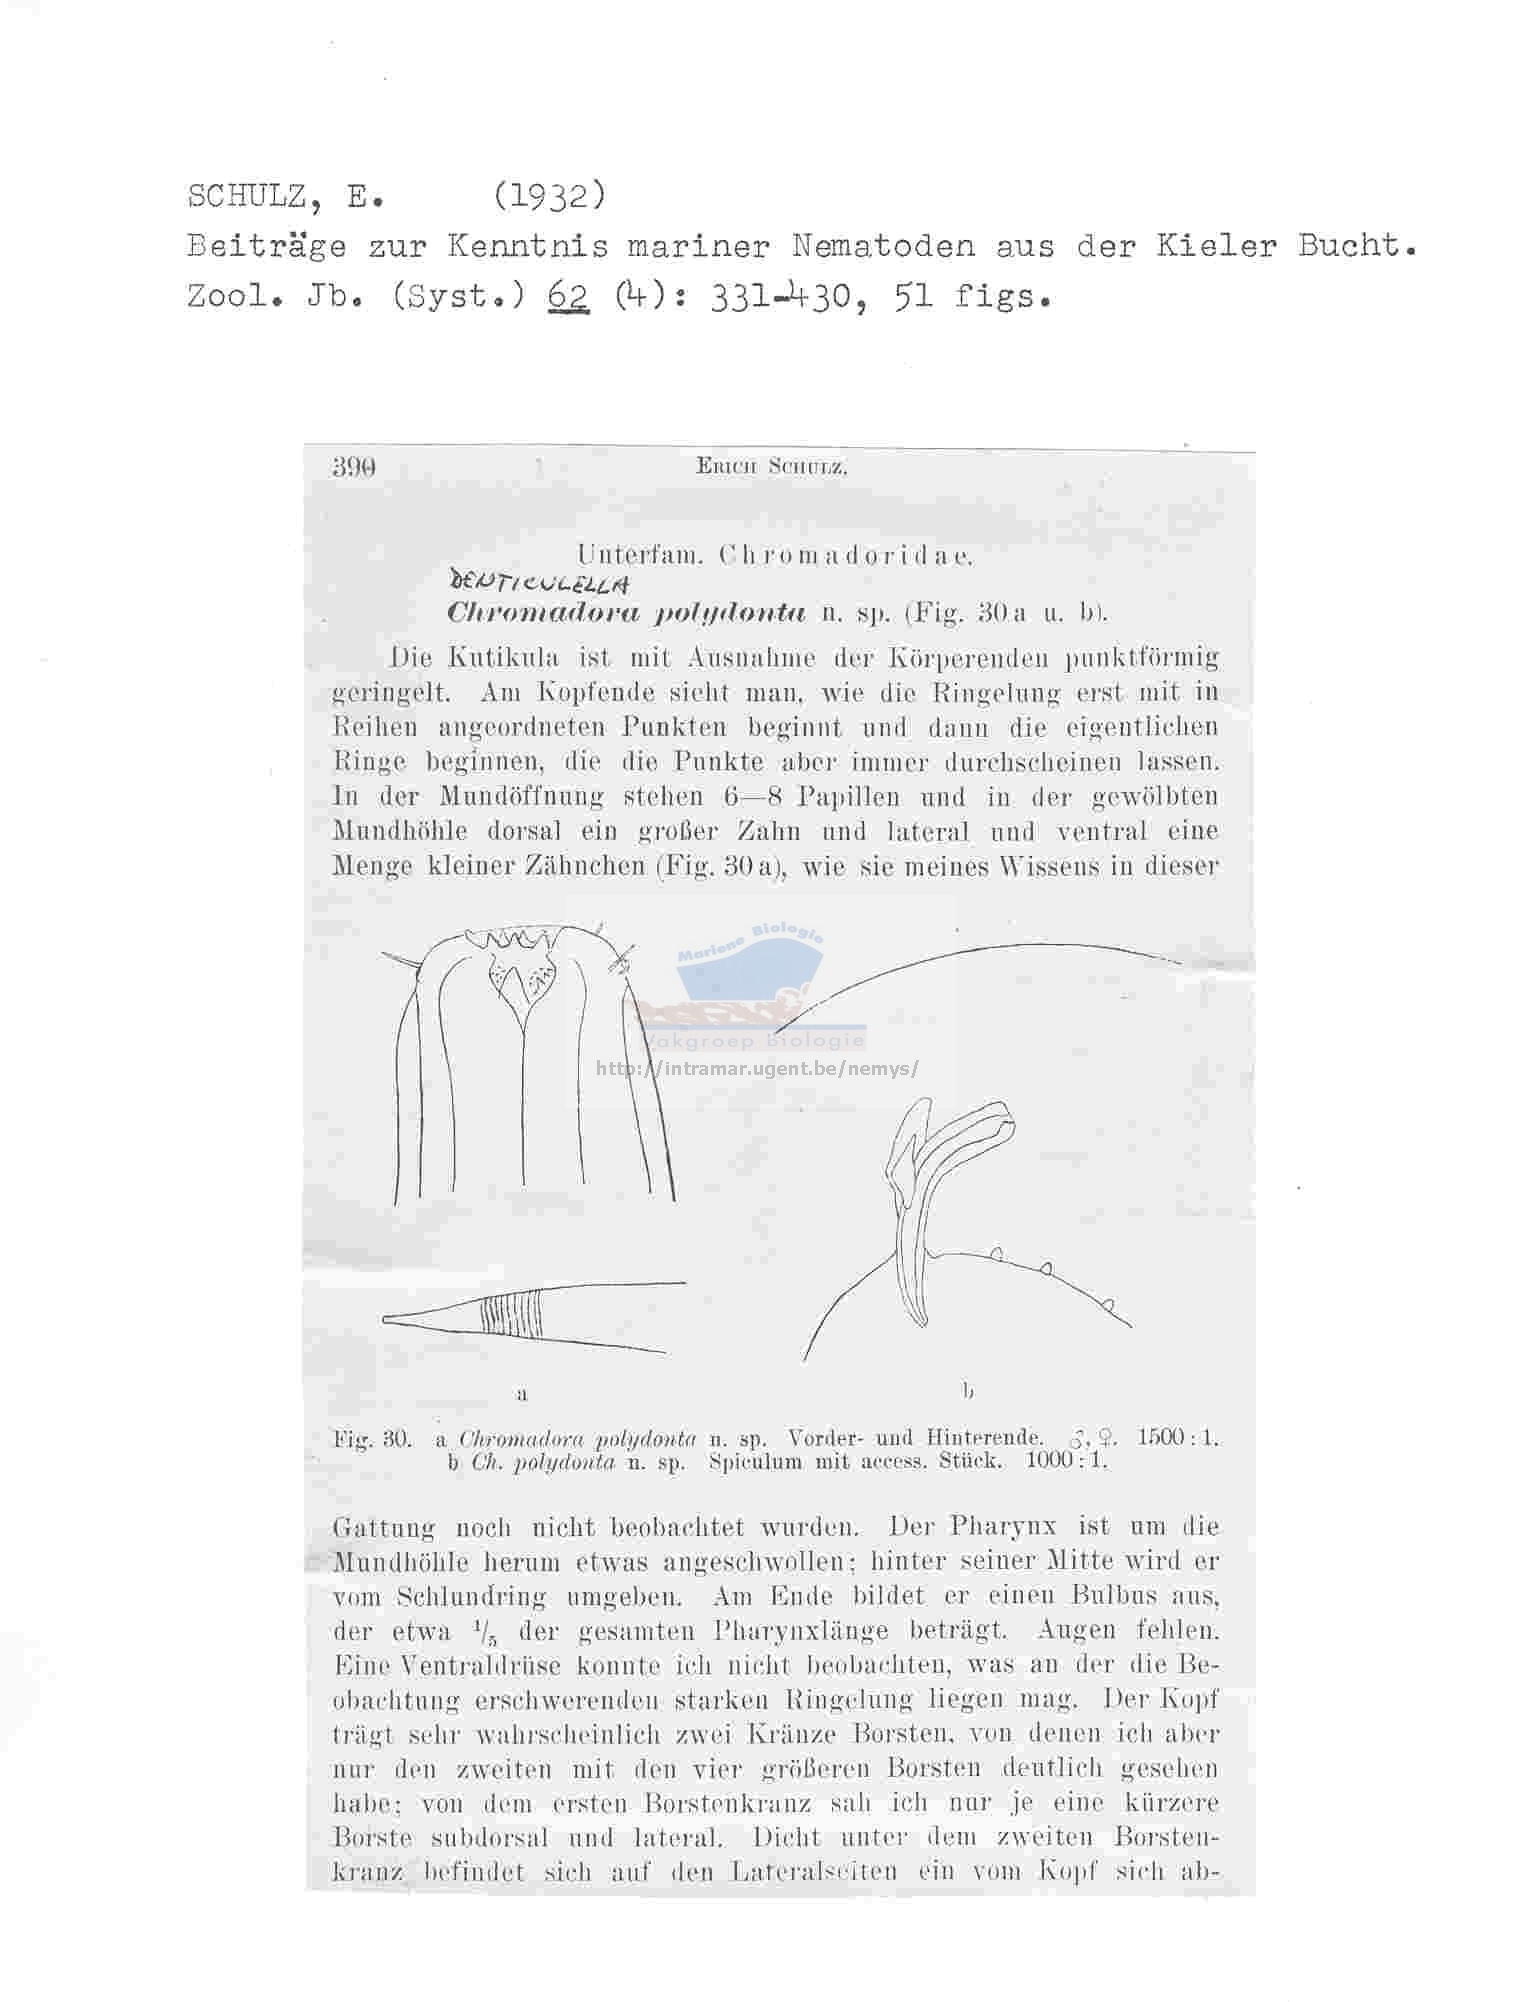 SCHULZ, E. (1932)
Beiträge zur Kenntnis mariner Nematoden aus der Kieler Bucht.
Zool. Jb. (Syst.) 62 (4): 331-430, 51 figs.
390 ERICH SCHULZ,
Unterfam. Chromadoridae.
DENTICULELLA
Chromadora polydonta n. sp. (Fig. 30 a u. b).
Die Kutikula ist mit Ausnahme der Körperenden punktförmig
geringelt. Am Kopfende sieht man, wie die Ringelung erst mit in
Reihen angeordneten Punkten beginnt und dann die eigentlichen
Ringe beginnen, die die Punkte aber immer durchscheinen lassen.
In der Mundöffnung stehen 6—8 Papillen und in der gewölbten
Mundhöhle dorsal ein großer Zahn und lateral und ventral eine
Menge kleiner Zähnchen (Fig. 30 a), wie sie meines Wissens in dieser
Mariene Biologie
Vakgroep Biologie
http://intramar.ugent.be/nemys/
a b
Fig. 30. a Chromadora polydonta n. sp. Vorder- und Hinterende. ♂, ♀. 1500 : 1.
b Ch. polydonta n. sp. Spiculum mit access. Stück. 1000 : 1.
Gattung noch nicht beobachtet wurden. Der Pharynx ist um die
Mundhöhle herum etwas angeschwollen; hinter seiner Mitte wird er
vom Schlundring umgeben. Am Ende bildet er einen Bulbus aus,
der etwa 1/5 der gesamten Pharynxlänge beträgt. Augen fehlen.
Eine Ventraldrüse konnte ich nicht beobachten, was an der die Be-
obachtung erschwerenden starken Ringelung liegen mag. Der Kopf
trägt sehr wahrscheinlich zwei Kränze Borsten, von denen ich aber
nur den zweiten mit den vier größeren Borsten deutlich gesehen
habe; von dem ersten Borstenkranz sah ich nur je eine kürzere
Borste subdorsal und lateral. Dicht unter dem zweiten Borsten-
kranz befindet sich auf den Lateralseiten ein vom Kopf sich ab-